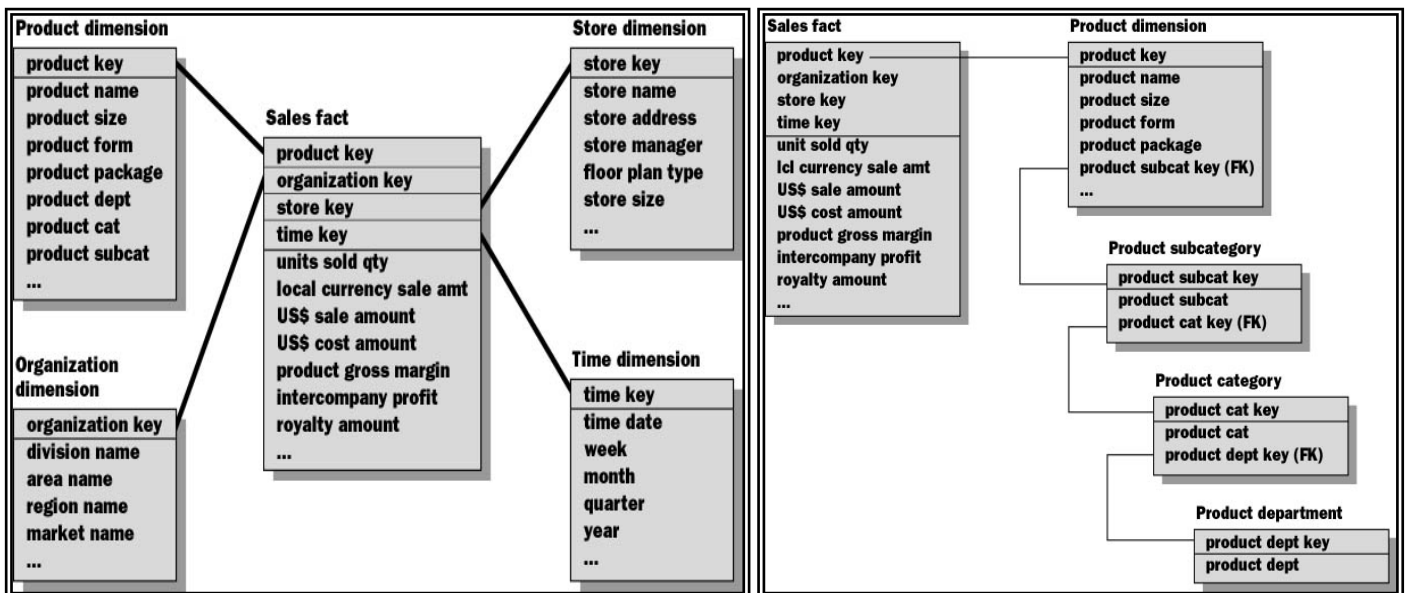 Product dimension
product key
product name
product size
product form
product package
product dept
product cat
product subcat
...
Organization
dimension
organization key
division name
area name
region name
market name
...
Sales fact
product key
organization key
store key
time key
units sold qty
local currency sale amt
US$ sale amount
US$ cost amount
product gross margin
intercompany profit
royalty amount
...
Store dimension
store key
store name
store address
store manager
floor plan type
store size
...
Time dimension
time key
time date
week
month
quarter
year
...
Sales fact
product key
organization key
store key
time key
unit sold qty
lcl currency sale amt
US$ sale amount
US$ cost amount
product gross margin
intercompany profit
royalty amount
...
Product dimension
product key
product name
product size
product form
product package
product subcat key (FK)
...
Product subcategory
product subcat key
product subcat
product cat key (FK)
Product category
product cat key
product cat
product dept key (FK)
Product department
product dept key
product dept